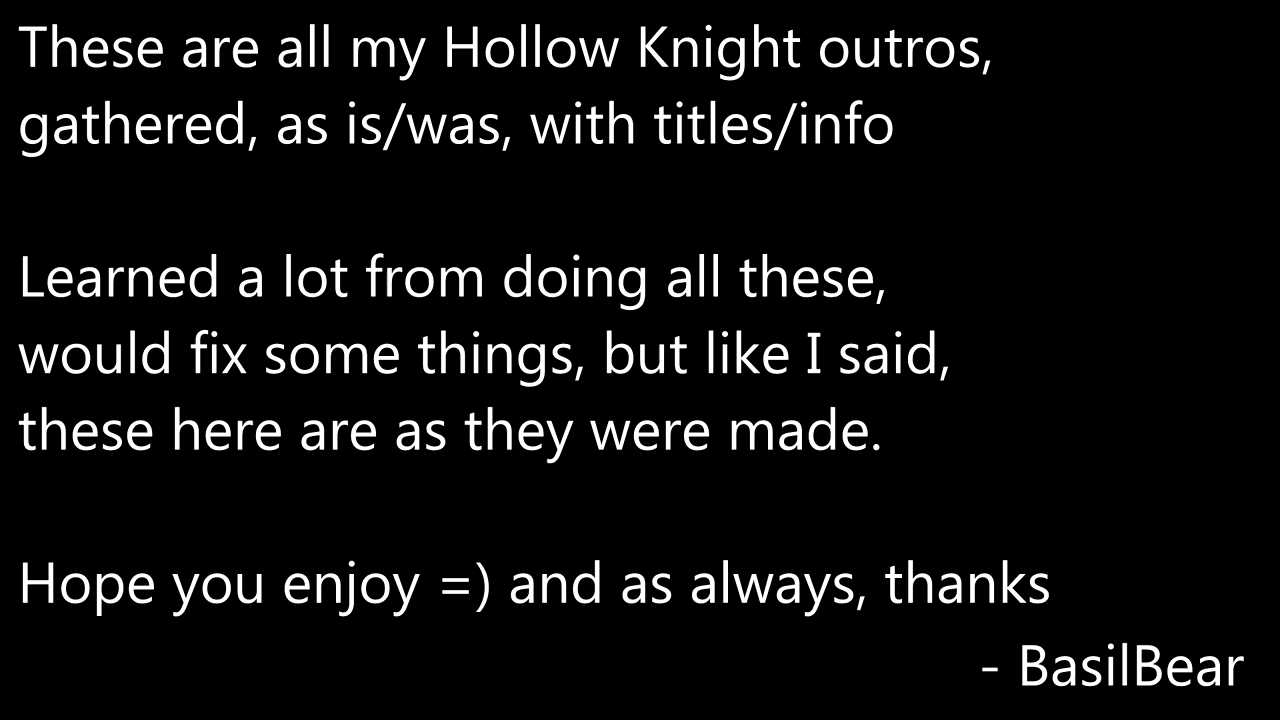 These are all my Hollow Knight outros,
gathered, as is/was, with titles/info
Learned a lot from doing all these,
would fix some things, but like I said,
these here are as they were made.
Hope you enjoy =) and as always, thanks
- BasilBear